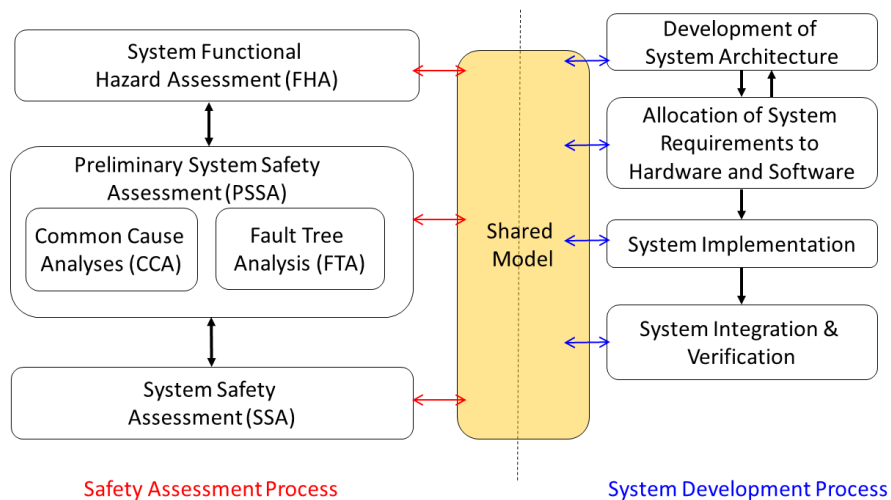 System Functional
Hazard Assessment (FHA)
Preliminary System Safety
Assessment (PSSA)
Common Cause
Analyses (CCA)
Fault Tree
Analysis (FTA)
System Safety
Assessment (SSA)
Safety Assessment Process
Shared
Model
Development of
System Architecture
Allocation of System
Requirements to
Hardware and Software
System Implementation
System Integration &
Verification
System Development Process